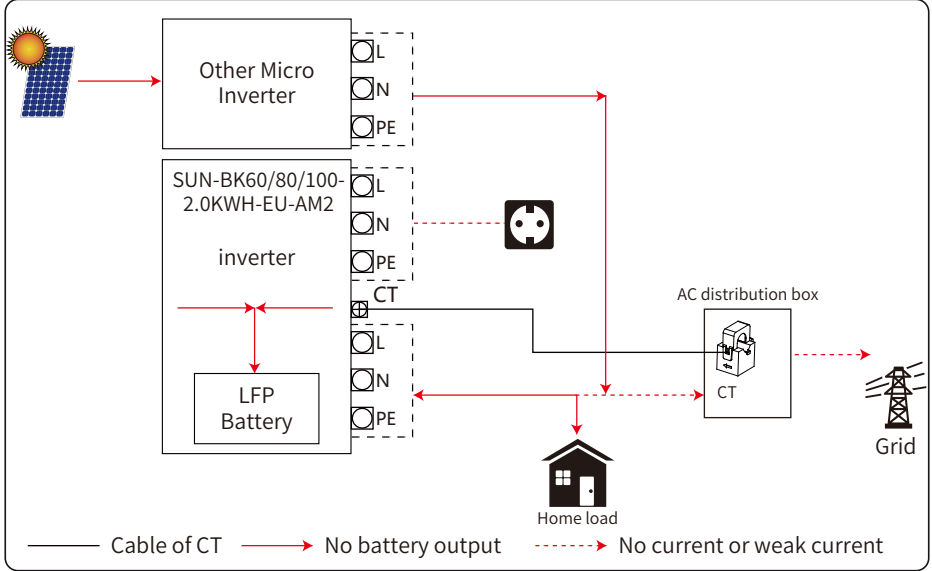 Other Micro
Inverter
L
N
PE
SUN-BK60/80/100-
2.0KWH-EU-AM2
inverter
L
N
PE
CT
LFP
Battery
L
N
PE
AC distribution box
CT
Grid
Home load
Cable of CT
No battery output
No current or weak current